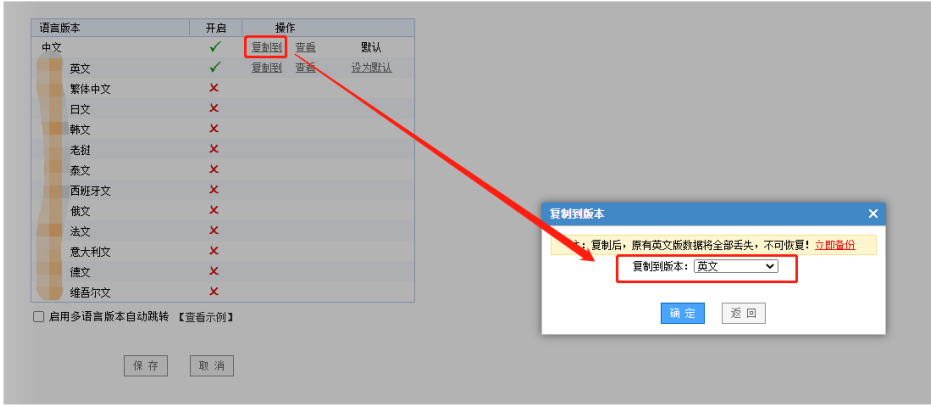 语言版本 开启 操作
中文 复制到 查看 默认
英文 复制到 查看 设为默认
繁体中文
日文
韩文
老挝
泰文
西班牙文
俄文
法文
意大利文
德文
维吾尔文
启用多语言版本自动跳转 【查看示例】
保存 取消
复制到版本
：复制后，原有英文版数据将全部丢失，不可恢复！立即备份
复制到版本： 英文
确定 返回